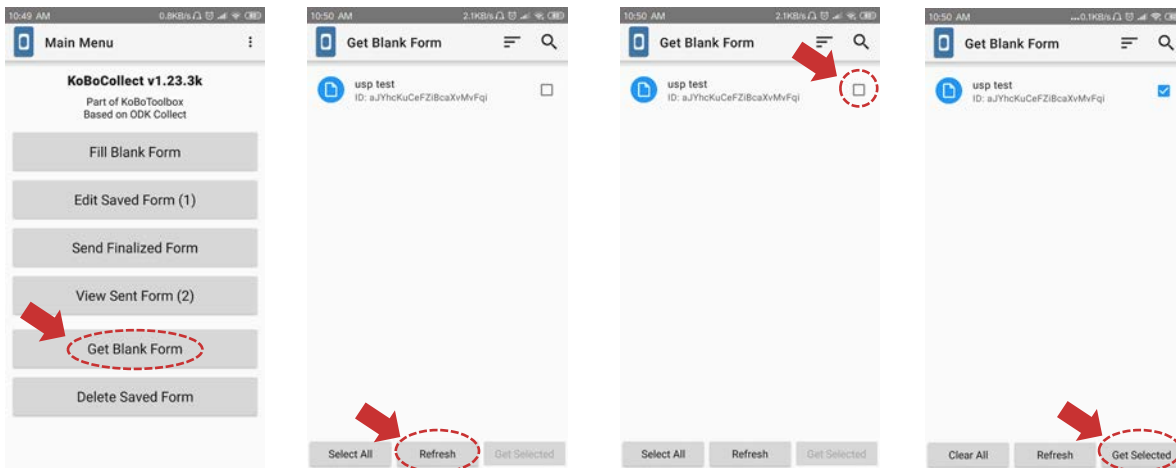 10:49 AM 0.8KB/s
Main Menu
KoBoCollect v1.23.3k
Part of KoBoToolbox
Based on ODK Collect
Fill Blank Form
Edit Saved Form (1)
Send Finalized Form
View Sent Form (2)
Get Blank Form
Delete Saved Form
10:50 AM 2.1KB/s
Get Blank Form
usp test
ID: aJYhcKuCeFZiBcaXvMvFqi
Select All Refresh Get Selected
10:50 AM 2.1KB/s
Get Blank Form
usp test
ID: aJYhcKuCeFZiBcaXvMvFqi
Select All Refresh Get Selected
10:50 AM ...0.1KB/s
Get Blank Form
usp test
ID: aJYhcKuCeFZiBcaXvMvFqi
Clear All Refresh Get Selected